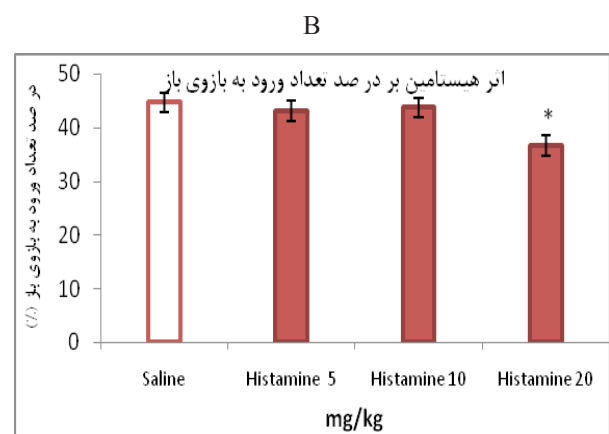 B
اثر هیستامین بر در صد تعداد ورود به بازوی باز
در صد تعداد ورود به بازوی باز (%)
50
40
30
20
10
0
*
Saline
Histamine 5
Histamine 10
Histamine 20
mg/kg